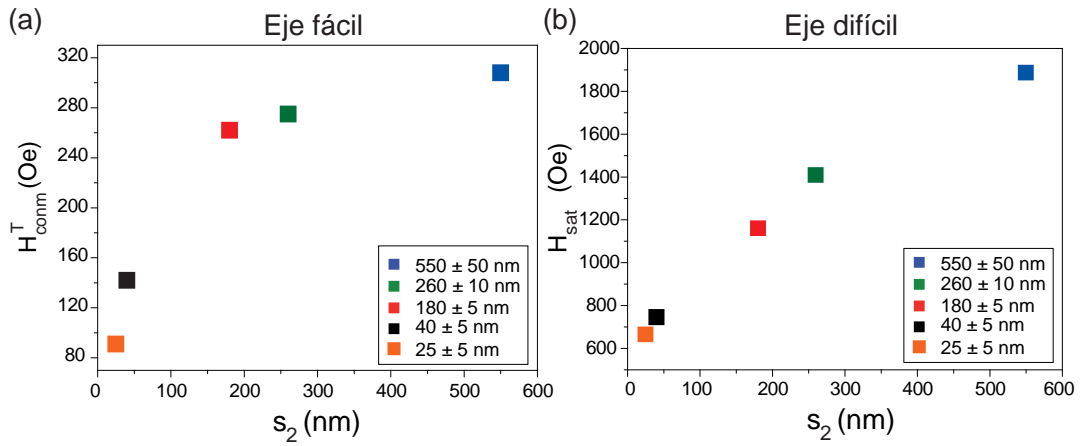 (a)
Eje fácil
320
280
240
200
160
120
80
H^T_conm (Oe)
0
100
200
300
400
500
600
s_2 (nm)
550 ± 50 nm
260 ± 10 nm
180 ± 5 nm
40 ± 5 nm
25 ± 5 nm
(b)
Eje difícil
2000
1800
1600
1400
1200
1000
800
600
H_sat (Oe)
0
100
200
300
400
500
600
s_2 (nm)
550 ± 50 nm
260 ± 10 nm
180 ± 5 nm
40 ± 5 nm
25 ± 5 nm